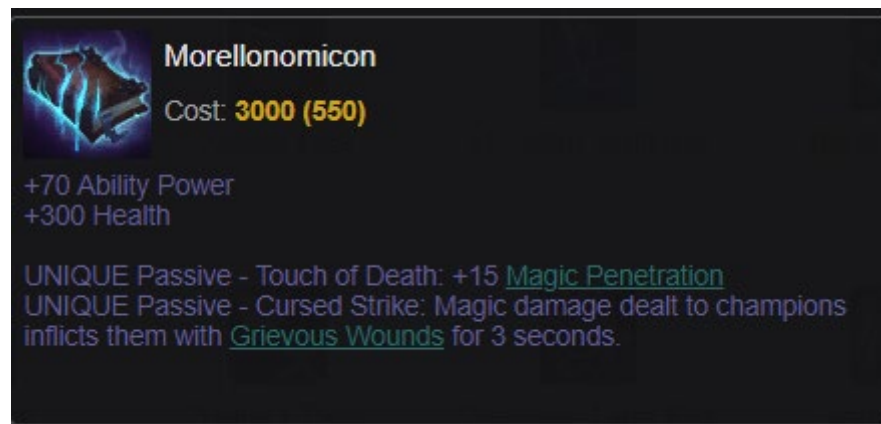 Morellonomicon
Cost: 3000 (550)
+70 Ability Power
+300 Health
UNIQUE Passive - Touch of Death: +15 Magic Penetration
UNIQUE Passive - Cursed Strike: Magic damage dealt to champions
inflicts them with Grievous Wounds for 3 seconds.